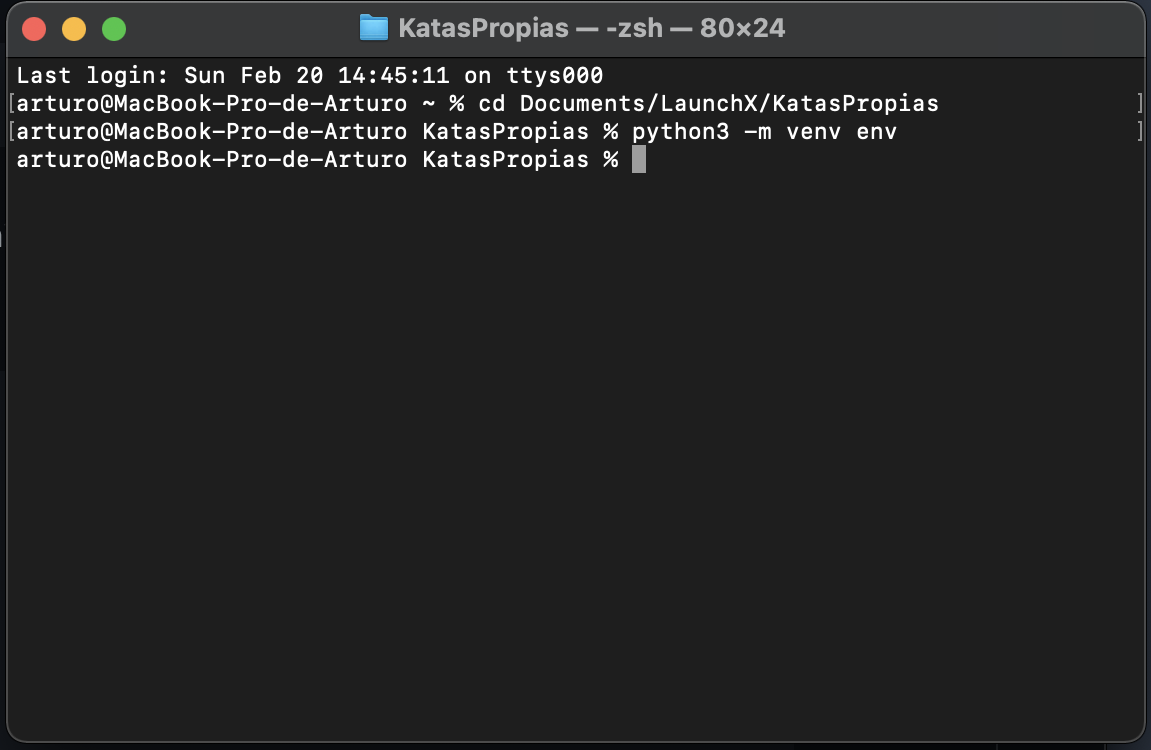 KatasPropias — -zsh — 80×24
Last login: Sun Feb 20 14:45:11 on ttys000
[arturo@MacBook-Pro-de-Arturo ~ % cd Documents/LaunchX/KatasPropias ]
[arturo@MacBook-Pro-de-Arturo KatasPropias % python3 -m venv env ]
arturo@MacBook-Pro-de-Arturo KatasPropias %